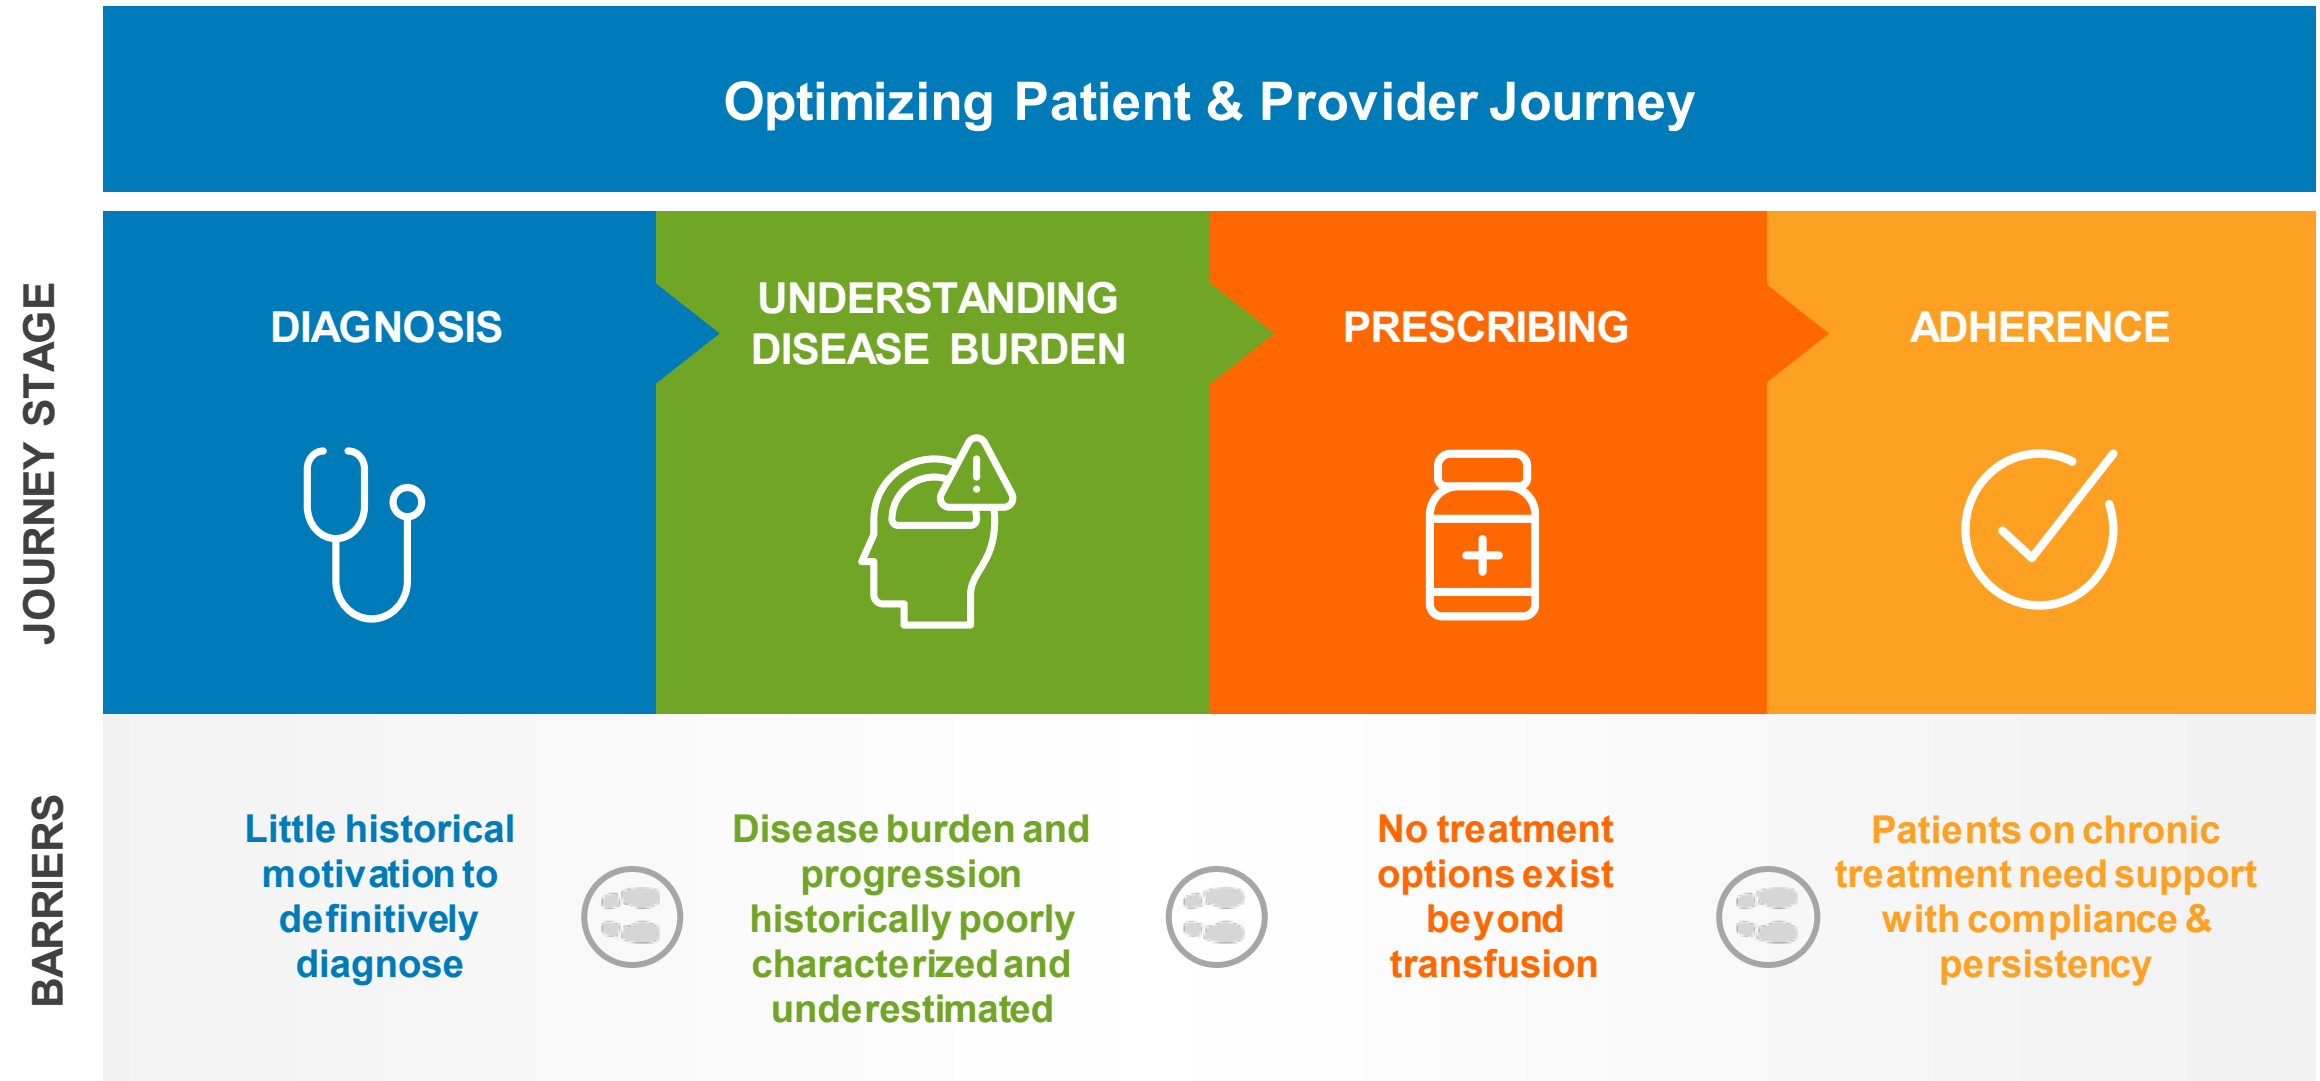 Optimizing Patient & Provider Journey
JOURNEY STAGE
DIAGNOSIS
UNDERSTANDING
DISEASE BURDEN
PRESCRIBING
ADHERENCE
BARRIERS
Little historical
motivation to
definitively
diagnose
Disease burden and
progression
historically poorly
characterized and
underestimated
No treatment
options exist
beyond
transfusion
Patients on chronic
treatment need support
with compliance &
persistency